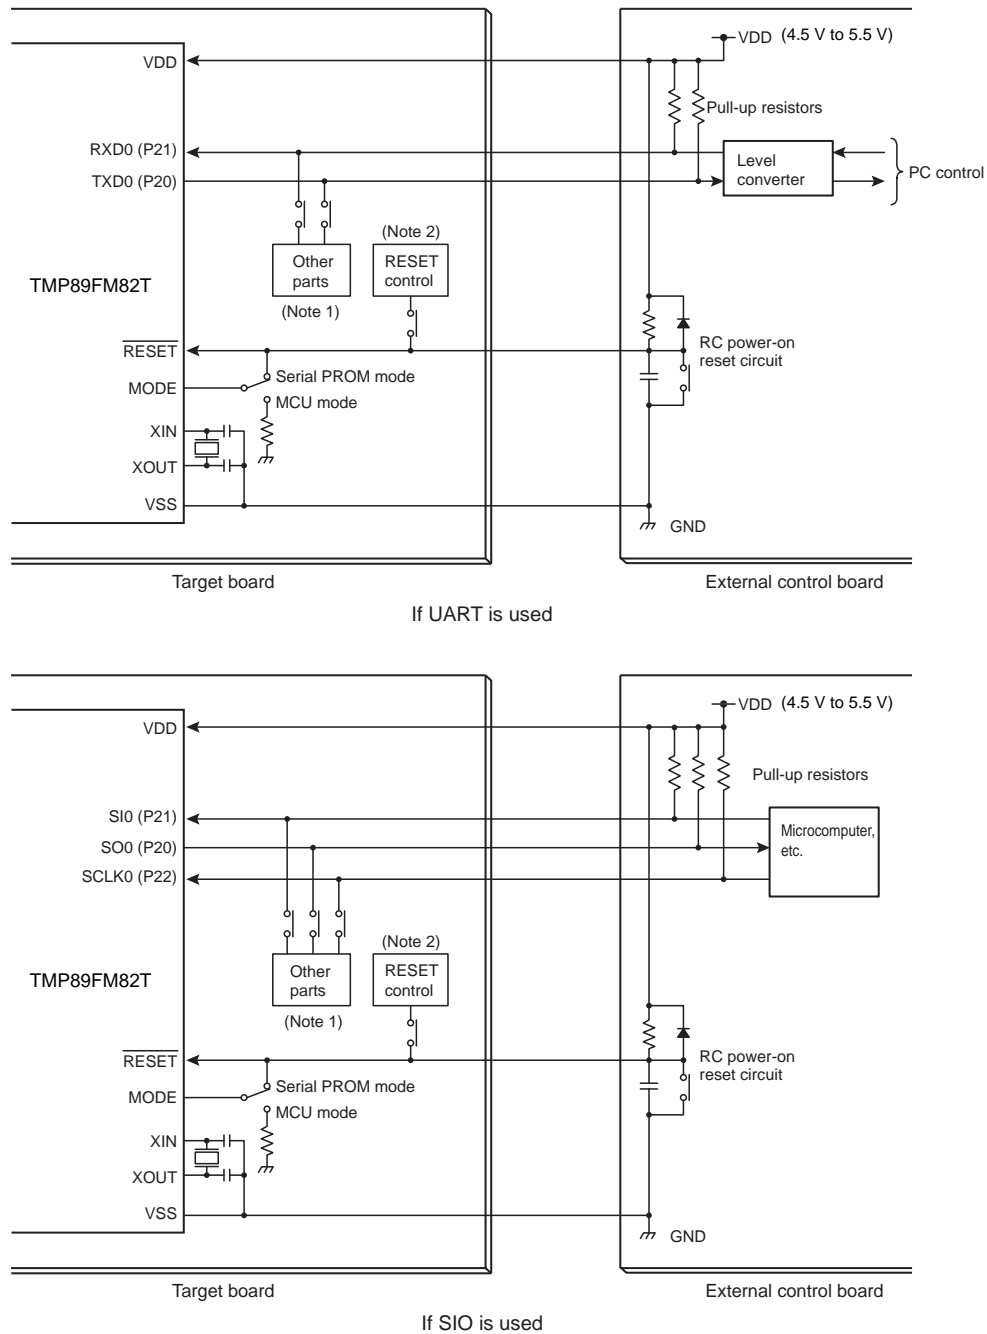 VDD (4.5 V to 5.5 V)
VDD
Pull-up resistors
RXD0 (P21)
TXD0 (P20)
Level
converter
PC control
(Note 2)
Other
parts
RESET
control
TMP89FM82T
(Note 1)
RESET
RC power-on
reset circuit
Serial PROM mode
MODE
MCU mode
XIN
XOUT
VSS
GND
Target board
External control board
If UART is used
VDD (4.5 V to 5.5 V)
VDD
Pull-up resistors
SI0 (P21)
SO0 (P20)
SCLK0 (P22)
Microcomputer,
etc.
(Note 2)
Other
parts
RESET
control
TMP89FM82T
(Note 1)
RESET
RC power-on
reset circuit
Serial PROM mode
MODE
MCU mode
XIN
XOUT
VSS
GND
Target board
External control board
If SIO is used